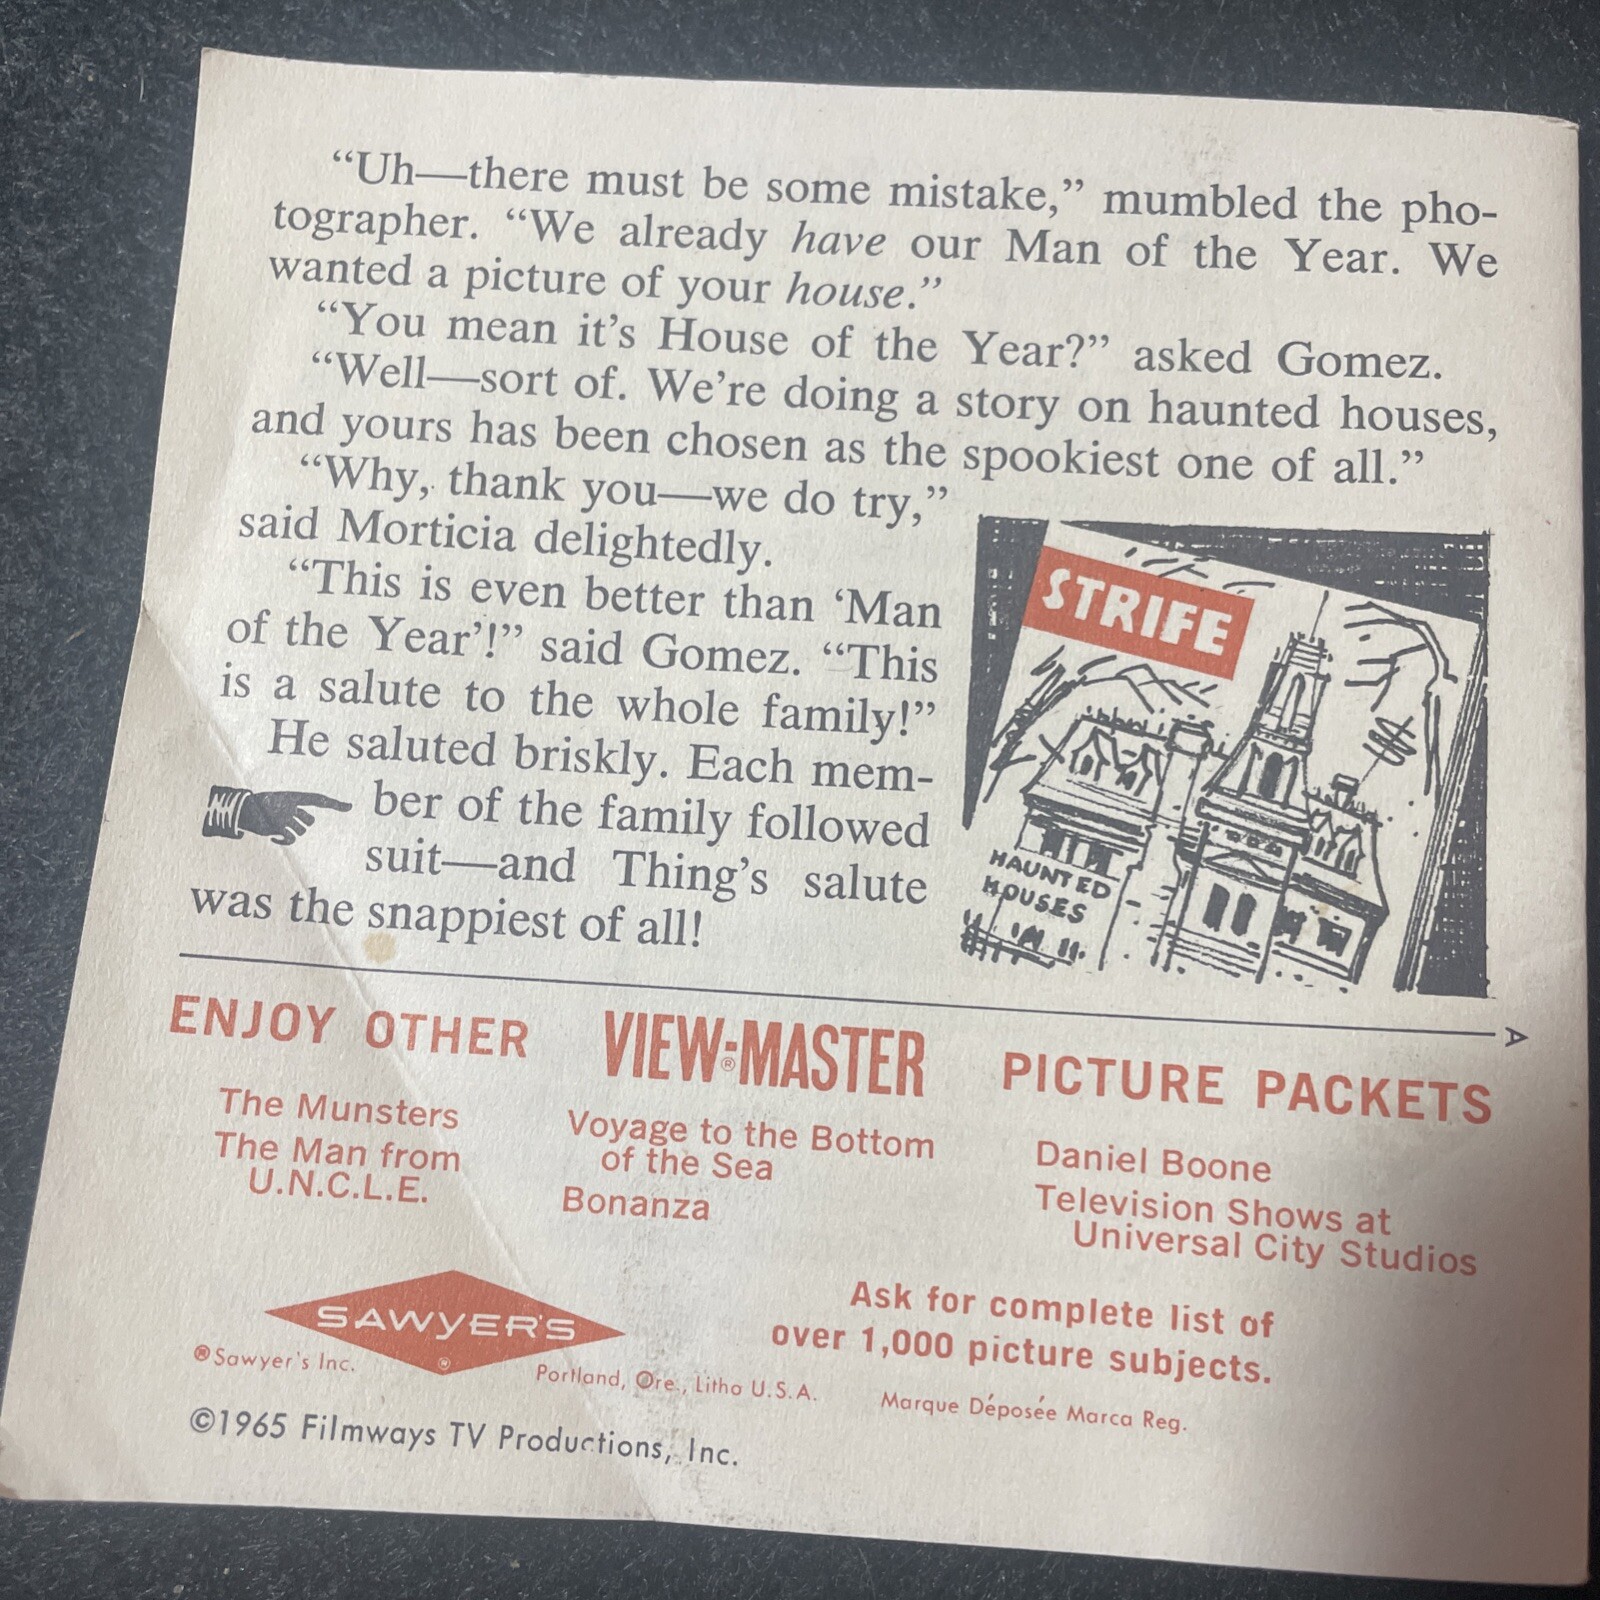 “Uh—there must be some mistake,” mumbled the pho-
tographer. “We already have our Man of the Year. We
wanted a picture of your house.”
“You mean it’s House of the Year?” asked Gomez.
“Well—sort of. We’re doing a story on haunted houses,
and yours has been chosen as the spookiest one of all.”
“Why, thank you—we do try,”
said Morticia delightedly.
“This is even better than ‘Man
of the Year’!” said Gomez. “This
is a salute to the whole family!”
He saluted briskly. Each mem-
ber of the family followed
suit—and Thing’s salute
was the snappiest of all!
STRIFE
HAUNTED
HOUSES
A
ENJOY OTHER VIEW-MASTER® PICTURE PACKETS
The Munsters
The Man from
U.N.C.L.E.
Voyage to the Bottom
of the Sea
Bonanza
Daniel Boone
Television Shows at
Universal City Studios
SAWYER'S
®
Ask for complete list of
over 1,000 picture subjects.
®Sawyer's Inc.
Portland, Ore., Litho U.S.A.
Marque Déposée Marca Reg.
©1965 Filmways TV Productions, Inc.